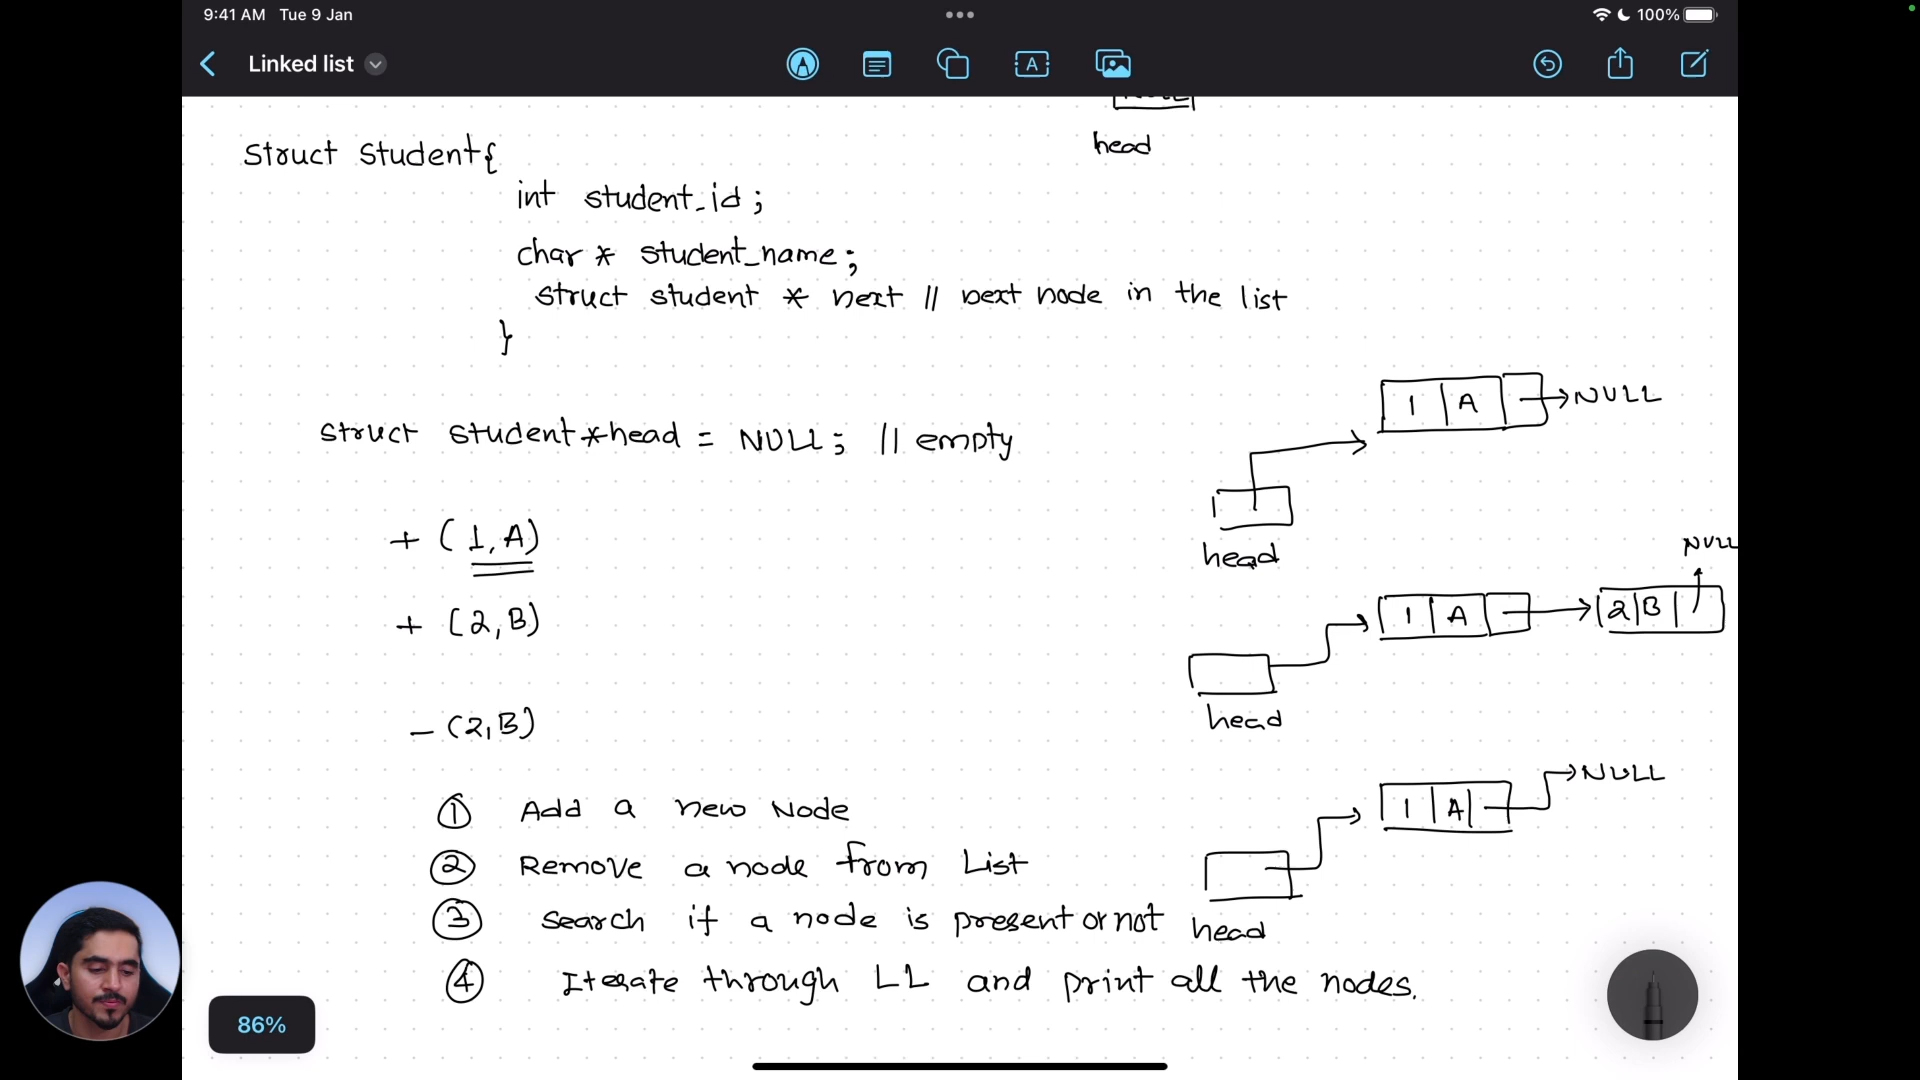 9:41 AM Tue 9 Jan
100%
Linked list
A
head
Struct Student{
int student_id;
char * student_name;
struct student * next // next node in the list
}
1 A NULL
struct student *head = NULL; // empty
head
+ (1, A)
NULL
+ (2, B)
1 A 2 B
head
- (2, B)
NULL
1 Add a new Node
1 A
2 Remove a node from List
3 Search if a node is present or not
head
4 Iterate through LL and print all the nodes.
86%